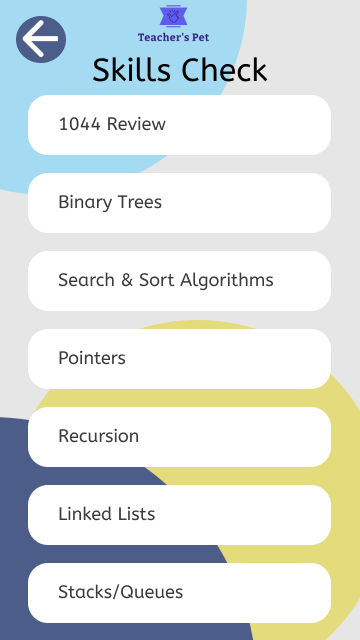 Teacher's Pet
Skills Check
1044 Review
Binary Trees
Search & Sort Algorithms
Pointers
Recursion
Linked Lists
Stacks/Queues